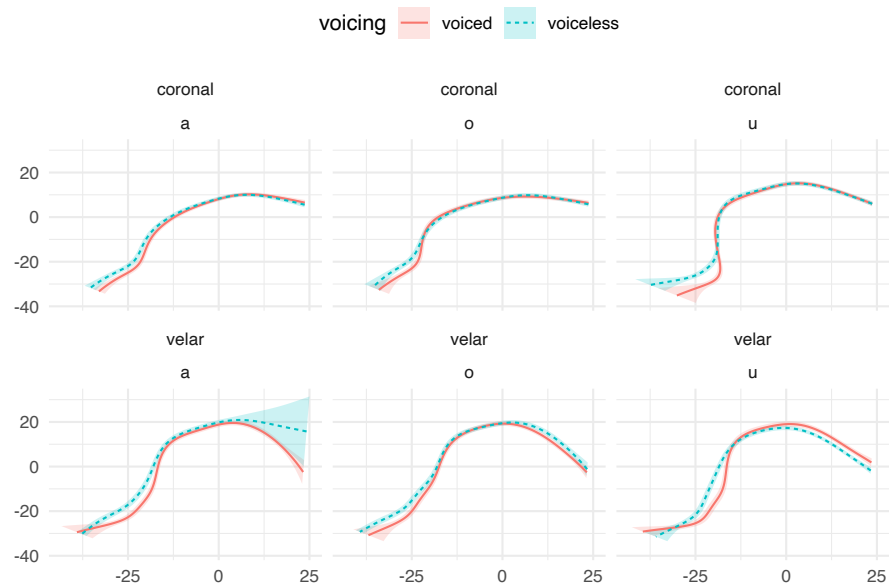 voicing voiced voiceless
coronal coronal coronal
a o u
20
0
-20
-40
velar velar velar
a o u
20
0
-20
-40
-25 0 25 -25 0 25 -25 0 25